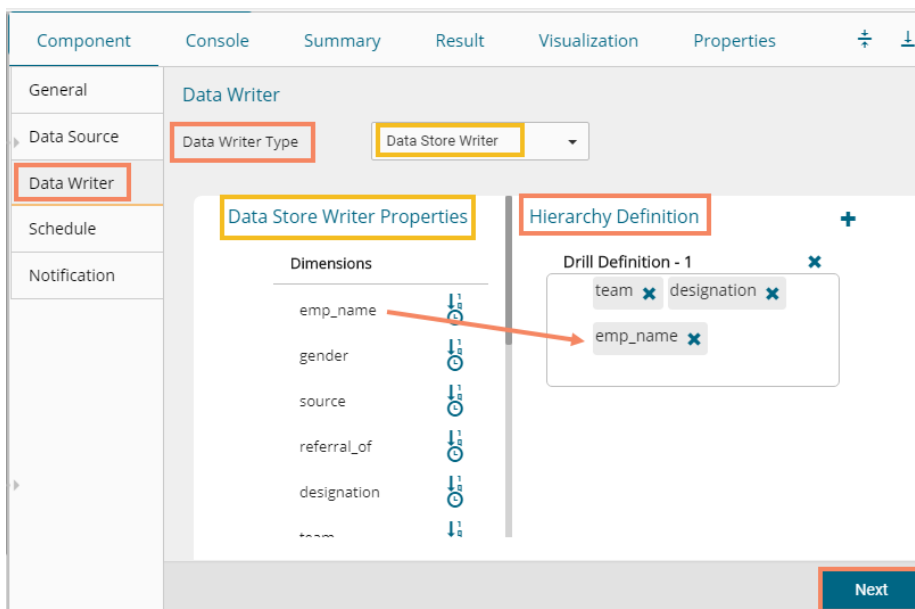 Component Console Summary Result Visualization Properties
General
Data Source
Data Writer
Schedule
Notification
Data Writer
Data Writer Type Data Store Writer
Data Store Writer Properties
Dimensions
emp_name
gender
source
referral_of
designation
team
Hierarchy Definition
Drill Definition - 1
team designation
emp_name
Next